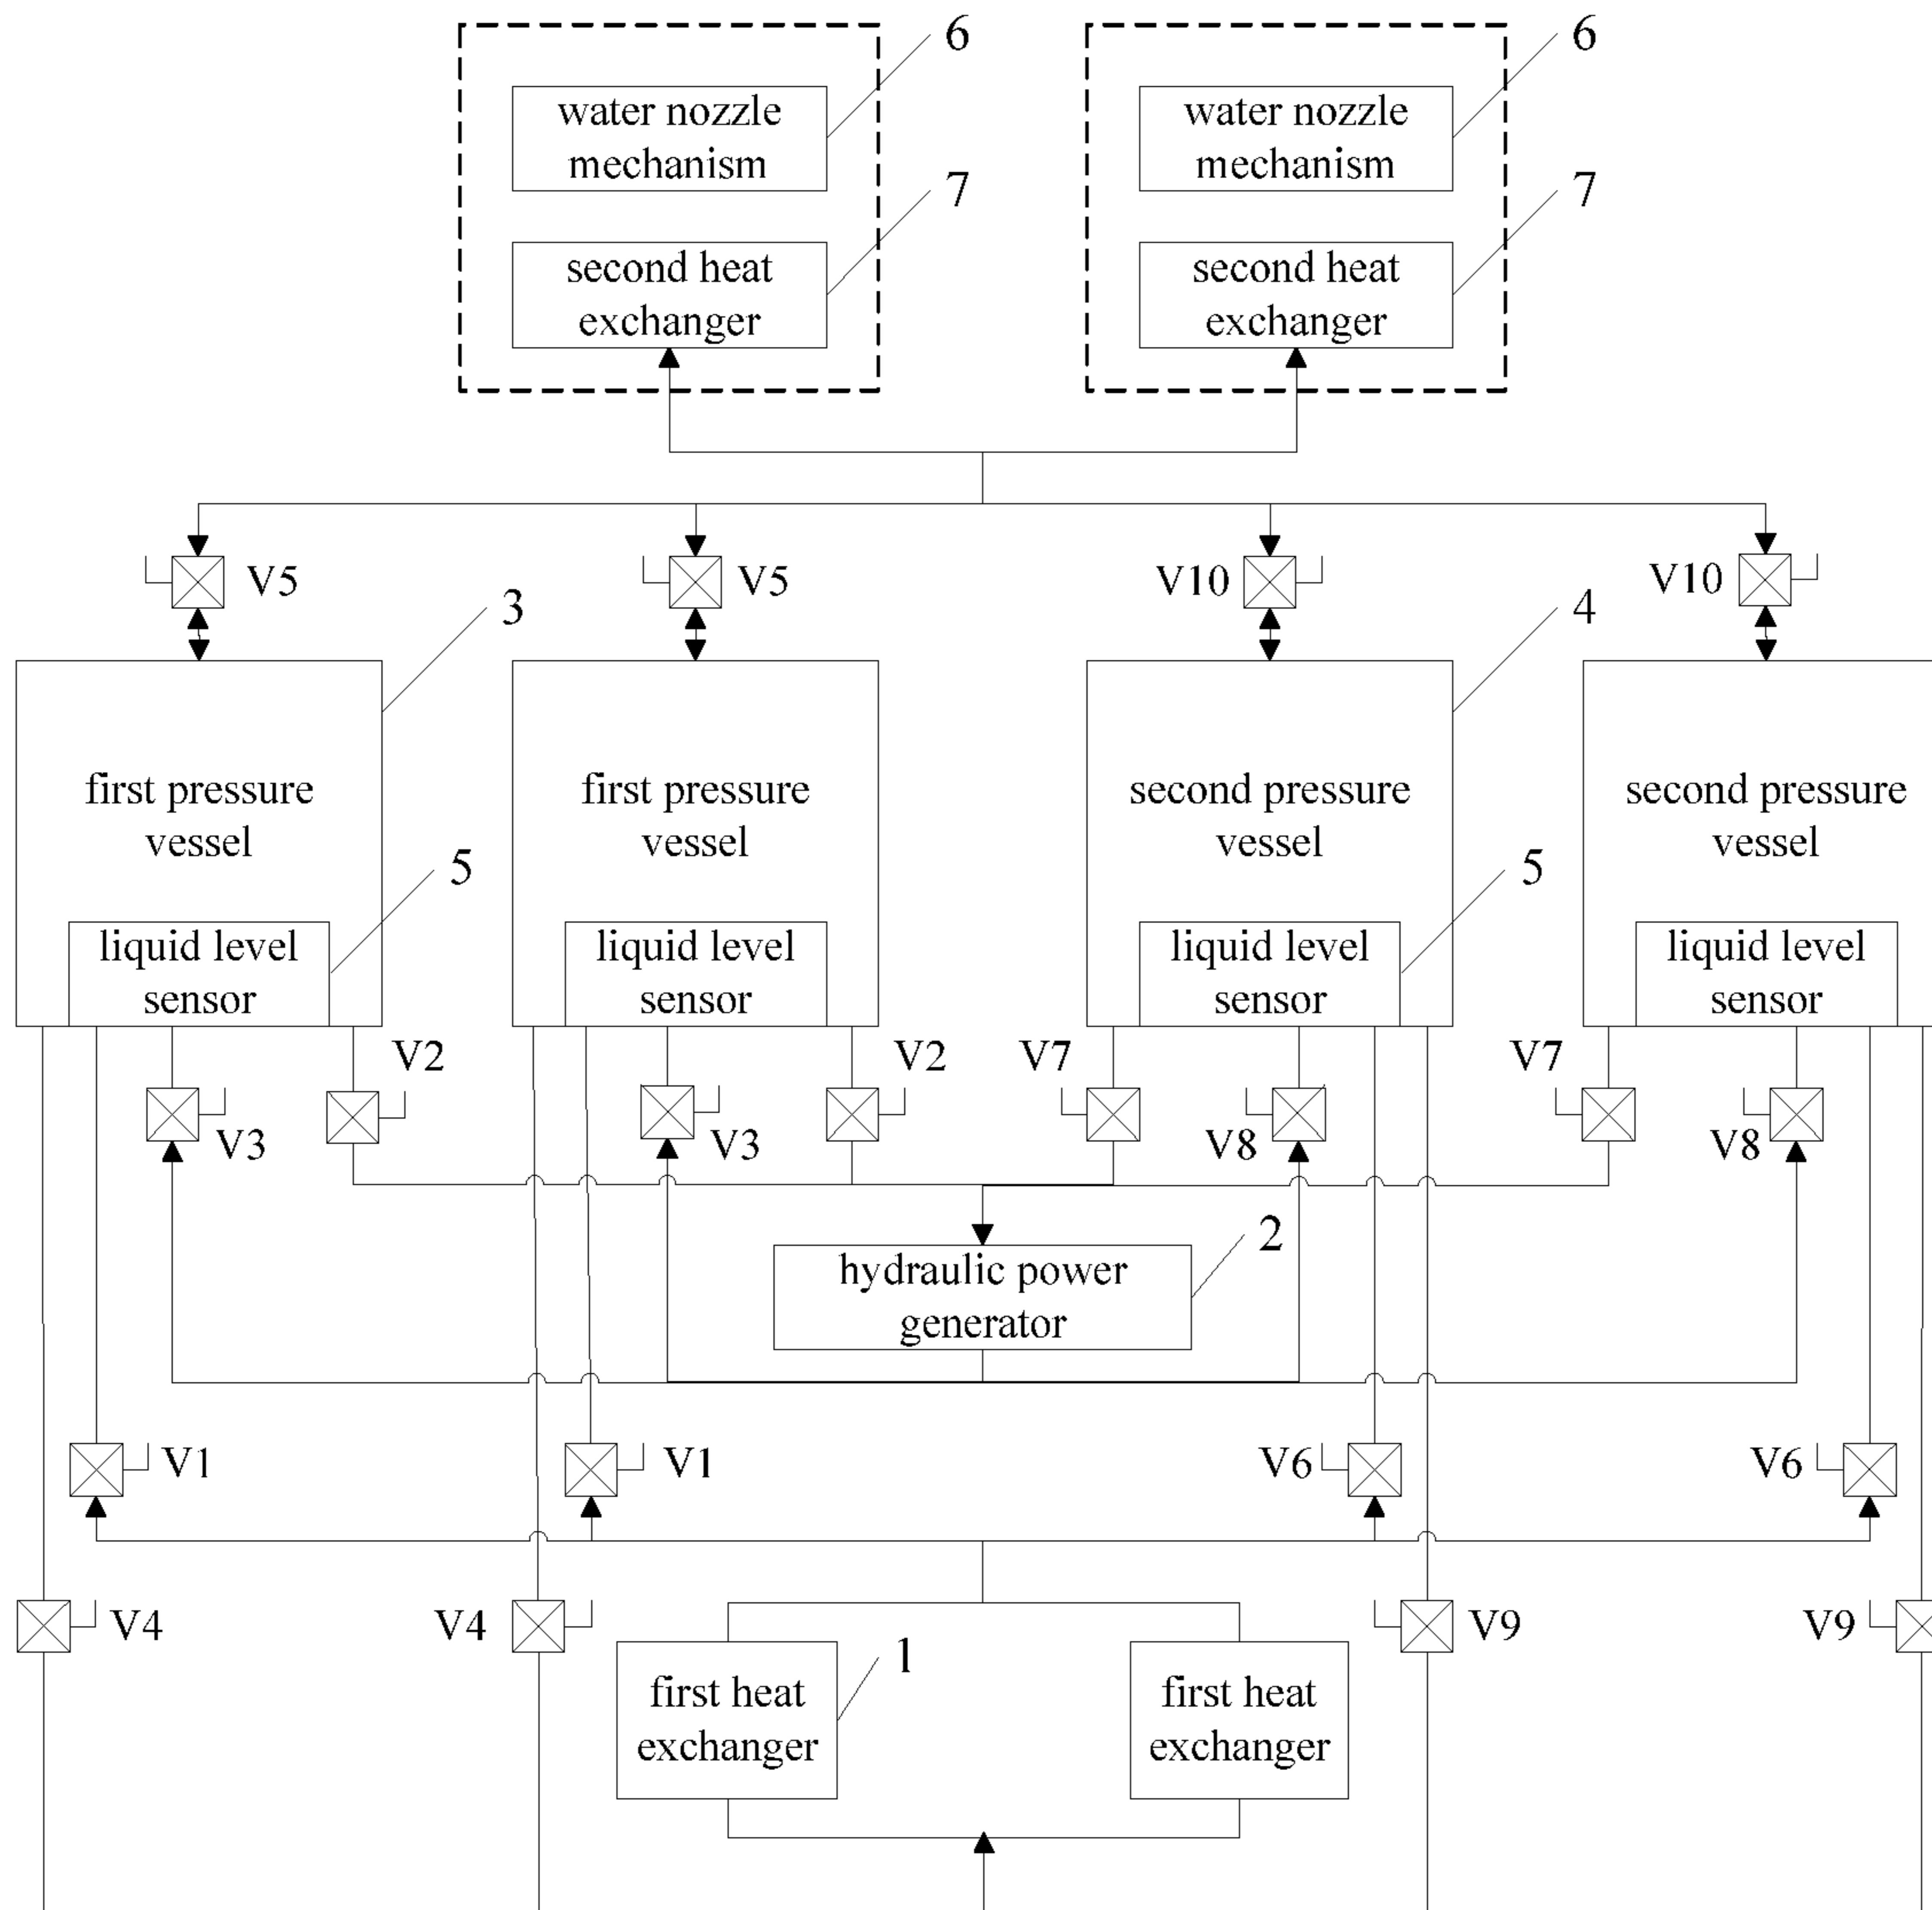 6
6
water nozzle
mechanism
water nozzle
mechanism
7
7
second heat
exchanger
second heat
exchanger
V5
V5
V10
V10
3
4
first pressure
vessel
first pressure
vessel
second pressure
vessel
second pressure
vessel
5
5
liquid level
sensor
liquid level
sensor
liquid level
sensor
liquid level
sensor
V2
V2
V7
V7
V3
V3
V8
V8
2
hydraulic power
generator
V1
V1
V6
V6
V4
V4
V9
V9
1
first heat
exchanger
first heat
exchanger